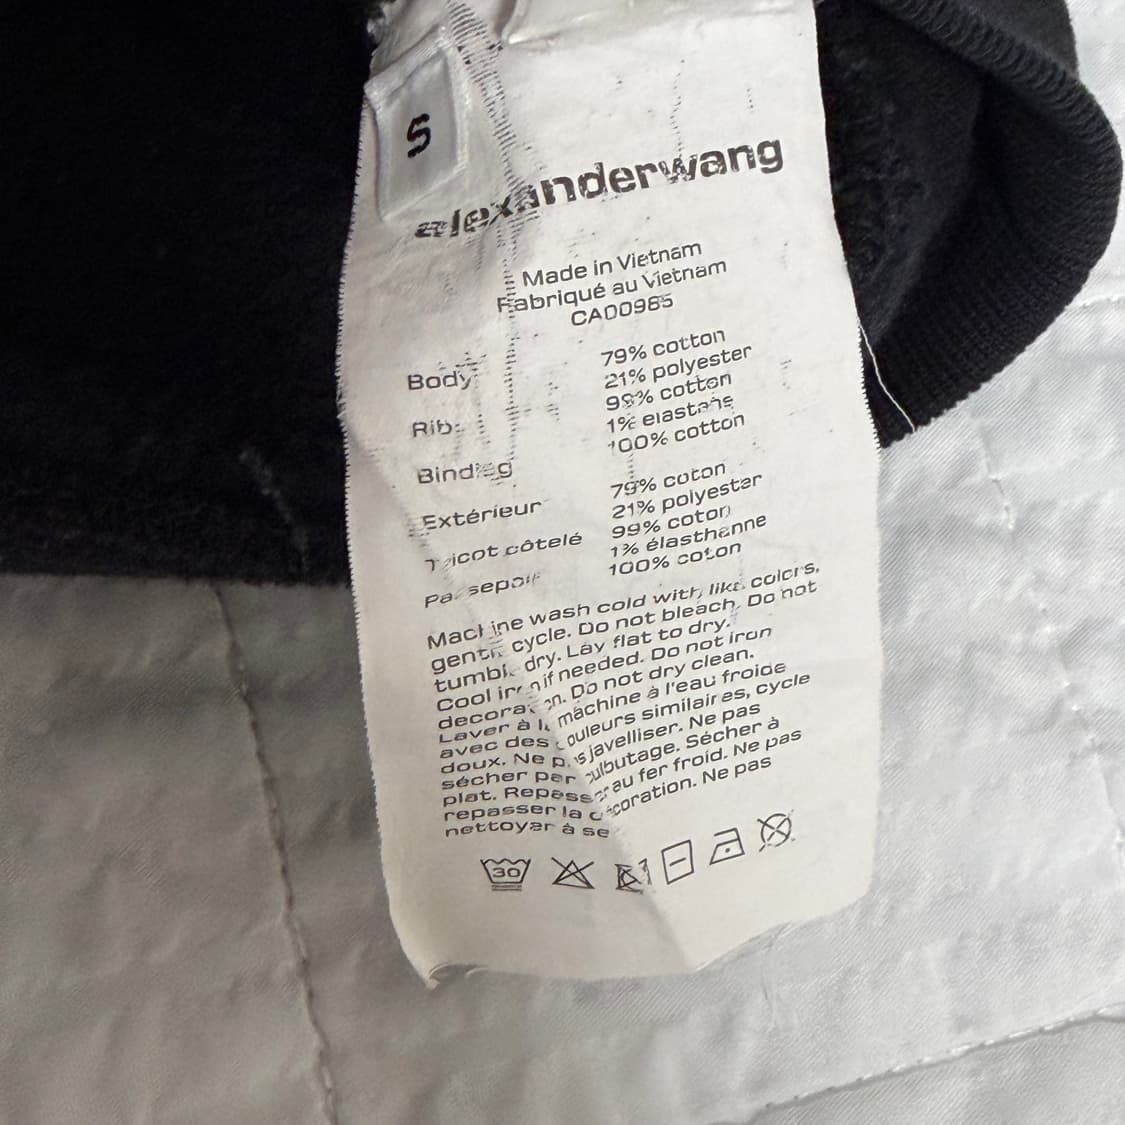 S
alexanderwang
Made in Vietnam
Fabriqué au Vietnam
CA00985
Body 79% cotton
21% polyester
Rib: 99% cotton
1% elastane
Binding 100% cotton
Extérieur 79% coton
21% polyester
Tricot côtelé 99% coton
1% élasthanne
Passepoil 100% coton
Machine wash cold with like colors,
gentle cycle. Do not bleach. Do not
tumble dry. Lay flat to dry.
Cool iron if needed. Do not iron
decoration. Do not dry clean.
Laver à la machine à l'eau froide
avec des couleurs similaires, cycle
doux. Ne pas javelliser. Ne pas
sécher par culbutage. Sécher à
plat. Repasser au fer froid. Ne pas
repasser la décoration. Ne pas
nettoyer à se
30